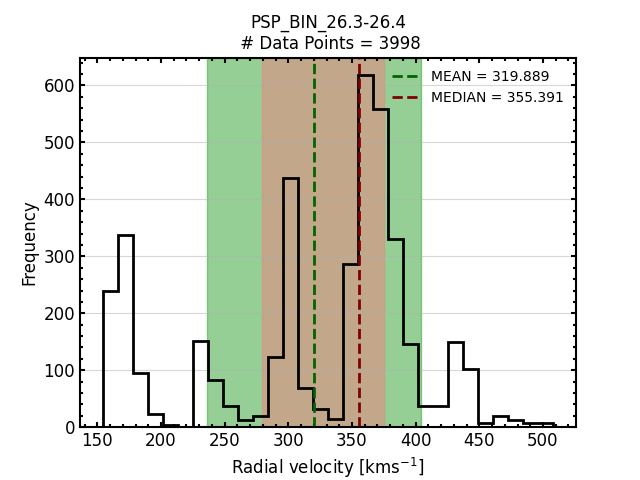 PSP_BIN_26.3-26.4
# Data Points = 3998
MEAN = 319.889
MEDIAN = 355.391
600
500
400
300
200
100
0
Frequency
150 200 250 300 350 400 450 500
Radial velocity [kms⁻¹]